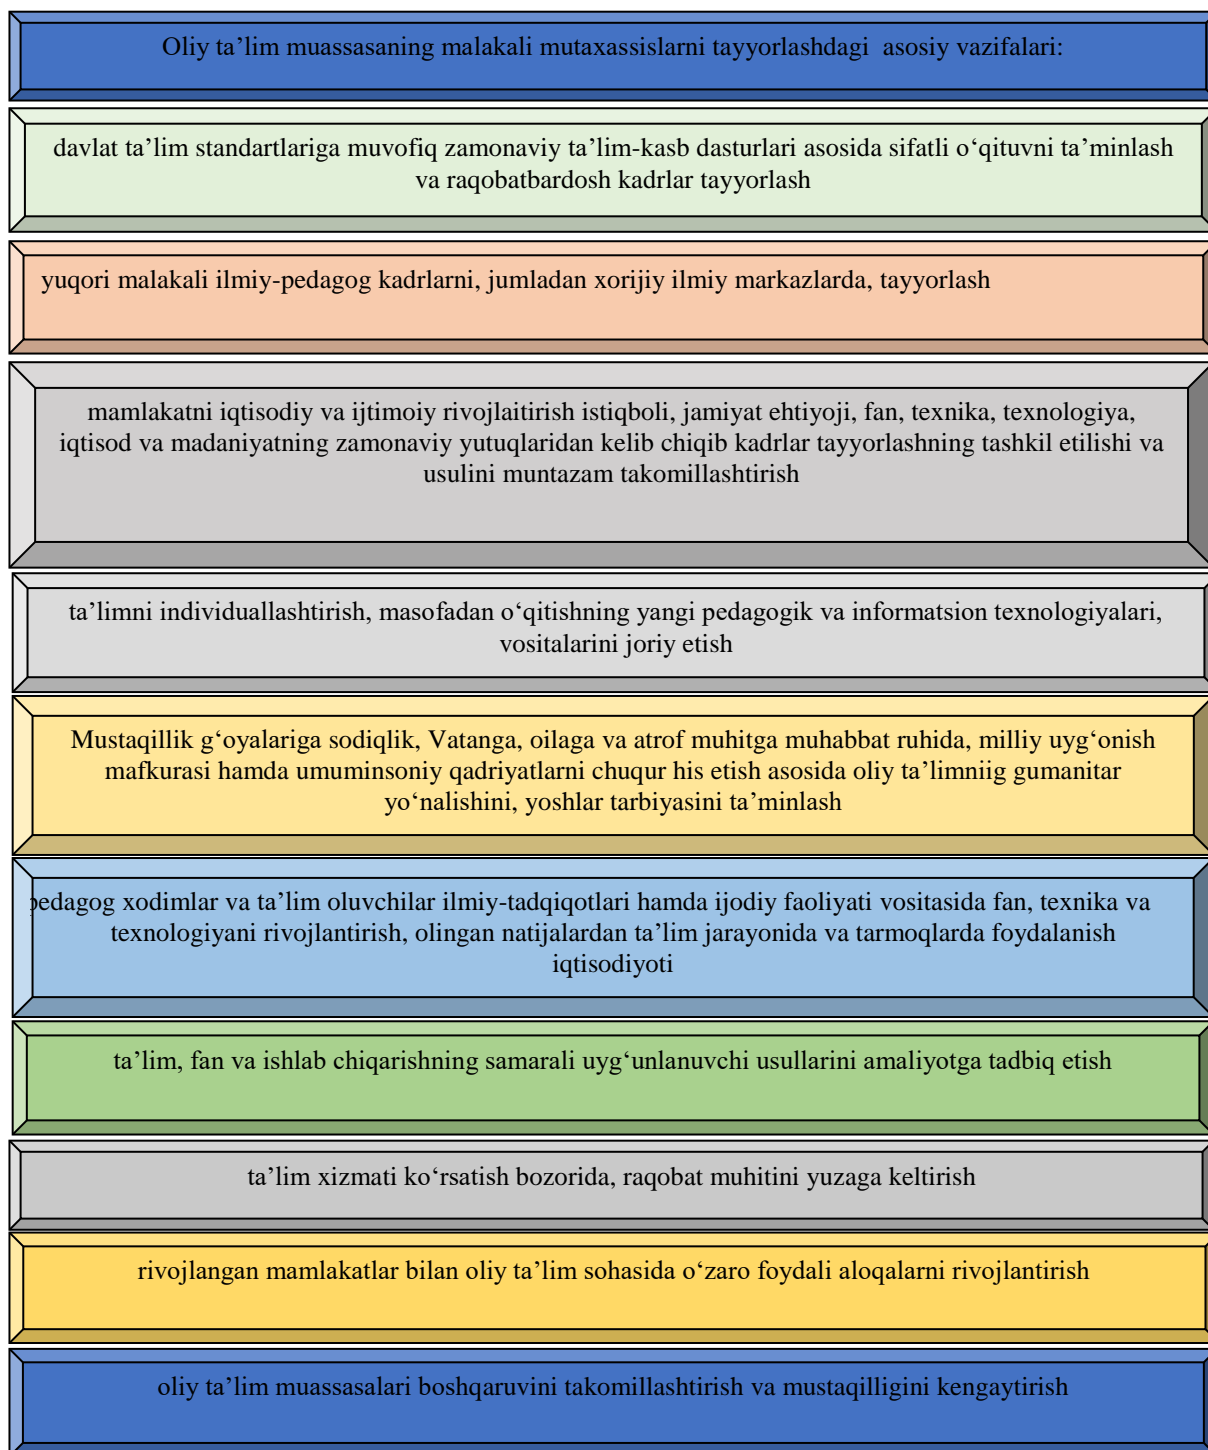 Oliy ta’lim muassasaning malakali mutaxassislarni tayyorlashdagi asosiy vazifalari:
davlat ta’lim standartlariga muvofiq zamonaviy ta’lim-kasb dasturlari asosida sifatli o‘qituvni ta’minlash
va raqobatbardosh kadrlar tayyorlash
yuqori malakali ilmiy-pedagog kadrlarni, jumladan xorijiy ilmiy markazlarda, tayyorlash
mamlakatni iqtisodiy va ijtimoiy rivojlaitirish istiqboli, jamiyat ehtiyoji, fan, texnika, texnologiya,
iqtisod va madaniyatning zamonaviy yutuqlaridan kelib chiqib kadrlar tayyorlashning tashkil etilishi va
usulini muntazam takomillashtirish
ta’limni individuallashtirish, masofadan o‘qitishning yangi pedagogik va informatsion texnologiyalari,
vositalarini joriy etish
Mustaqillik g‘oyalariga sodiqlik, Vatanga, oilaga va atrof muhitga muhabbat ruhida, milliy uyg‘onish
mafkurasi hamda umuminsoniy qadriyatlarni chuqur his etish asosida oliy ta’limniig gumanitar
yo‘nalishini, yoshlar tarbiyasini ta’minlash
pedagog xodimlar va ta’lim oluvchilar ilmiy-tadqiqotlari hamda ijodiy faoliyati vositasida fan, texnika va
texnologiyani rivojlantirish, olingan natijalardan ta’lim jarayonida va tarmoqlarda foydalanish
iqtisodiyoti
ta’lim, fan va ishlab chiqarishning samarali uyg‘unlanuvchi usullarini amaliyotga tadbiq etish
ta’lim xizmati ko‘rsatish bozorida, raqobat muhitini yuzaga keltirish
rivojlangan mamlakatlar bilan oliy ta’lim sohasida o‘zaro foydali aloqalarni rivojlantirish
oliy ta’lim muassasalari boshqaruvini takomillashtirish va mustaqilligini kengaytirish